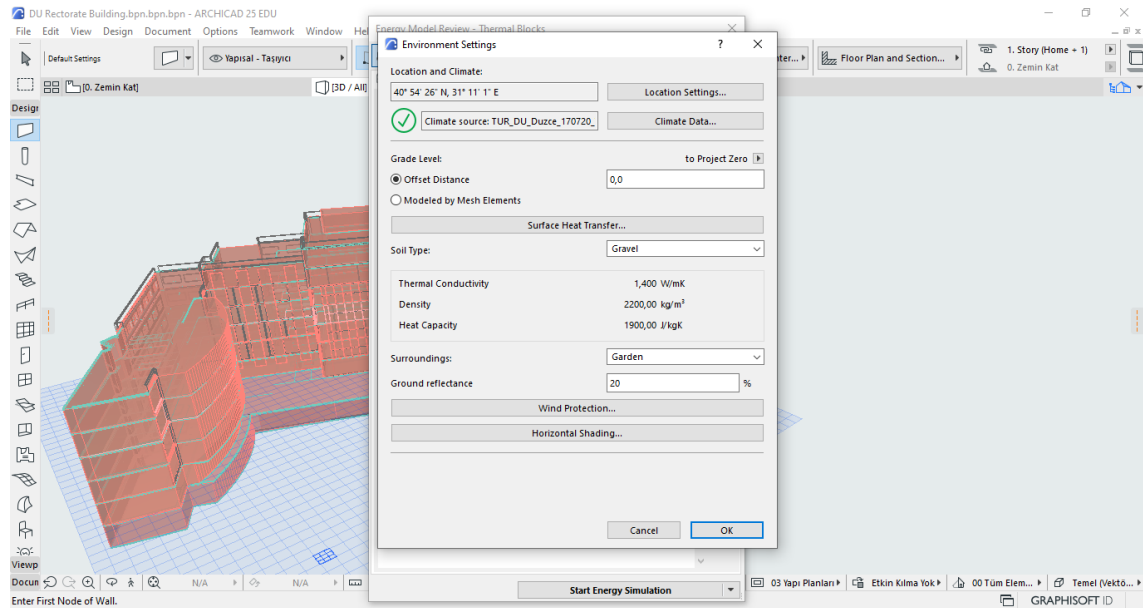 DU Rectorate Building.bpn.bpn.bpn - ARCHICAD 25 EDU
File Edit View Design Document Options Teamwork Window Hel
Energy Model Review - Thermal Blocks
Environment Settings
? X
Default Settings
Yapısal - Taşıyıcı
Floor Plan and Section...
1. Story (Home + 1)
0. Zemin Kat
[0. Zemin Kat]
[3D / All]
Design
Location and Climate:
40° 54' 26" N, 31° 11' 1" E
Location Settings...
Climate source: TUR_DU_Duzce_170720_
Climate Data...
Grade Level:
to Project Zero
Offset Distance
0,0
Modeled by Mesh Elements
Surface Heat Transfer...
Soil Type:
Gravel
Thermal Conductivity
1,400 W/mK
Density
2200,00 kg/m³
Heat Capacity
1900,00 J/kgK
Surroundings:
Garden
Ground reflectance
20
%
Wind Protection...
Horizontal Shading...
Cancel
OK
Viewp
Docun
N/A
N/A
Start Energy Simulation
03 Yapı Planları
Etkin Kılma Yok
00 Tüm Elem...
Temel (Vektö...
Enter First Node of Wall.
GRAPHISOFT ID